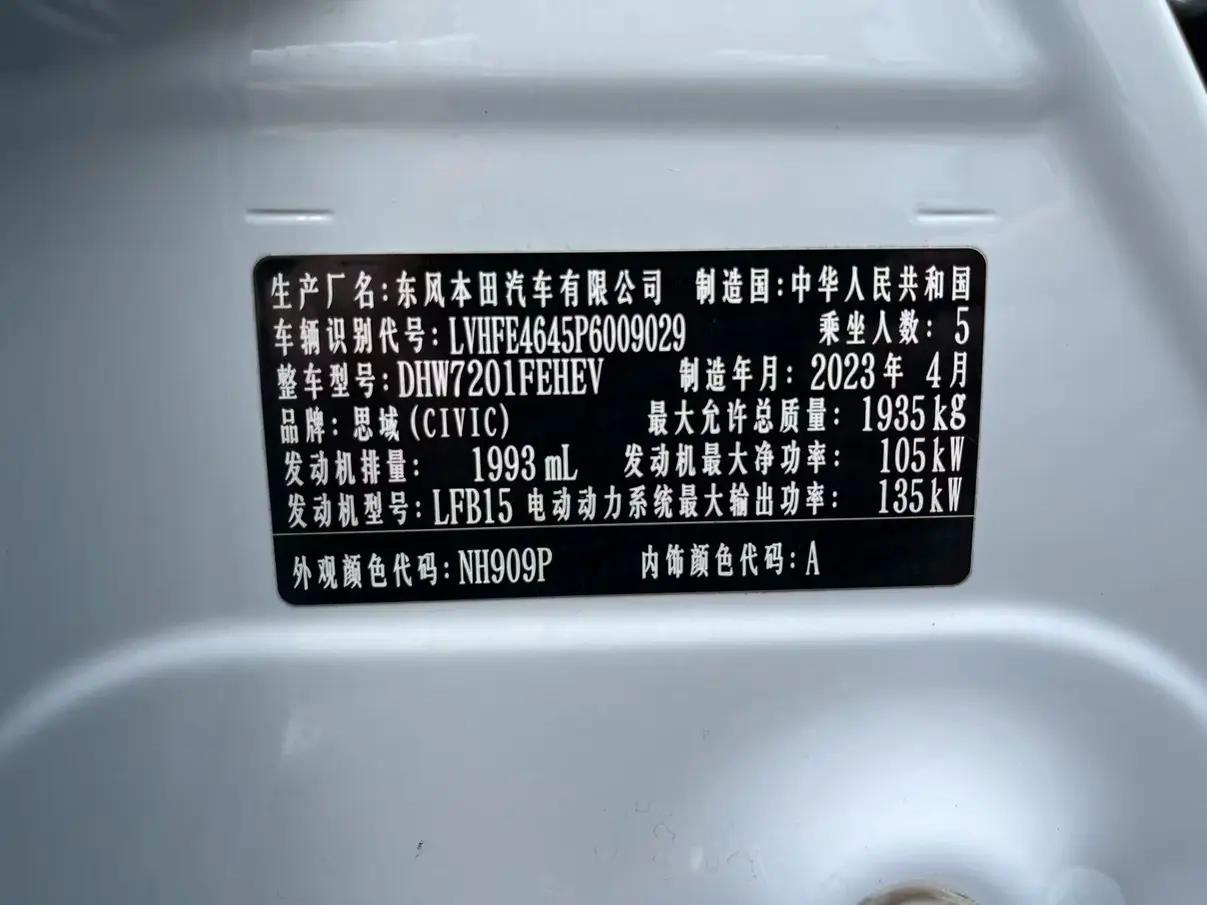 生产厂名:东风本田汽车有限公司 制造国:中华人民共和国
车辆识别代号:LVHFE4645P6009029 乘坐人数:5
整车型号:DHW7201FEHEV 制造年月:2023年 4月
品牌:思域(CIVIC) 最大允许总质量:1935kg
发动机排量: 1993mL 发动机最大净功率: 105kW
发动机型号:LFB15 电动动力系统最大输出功率: 135kW
外观颜色代码:NH909P 内饰颜色代码:A